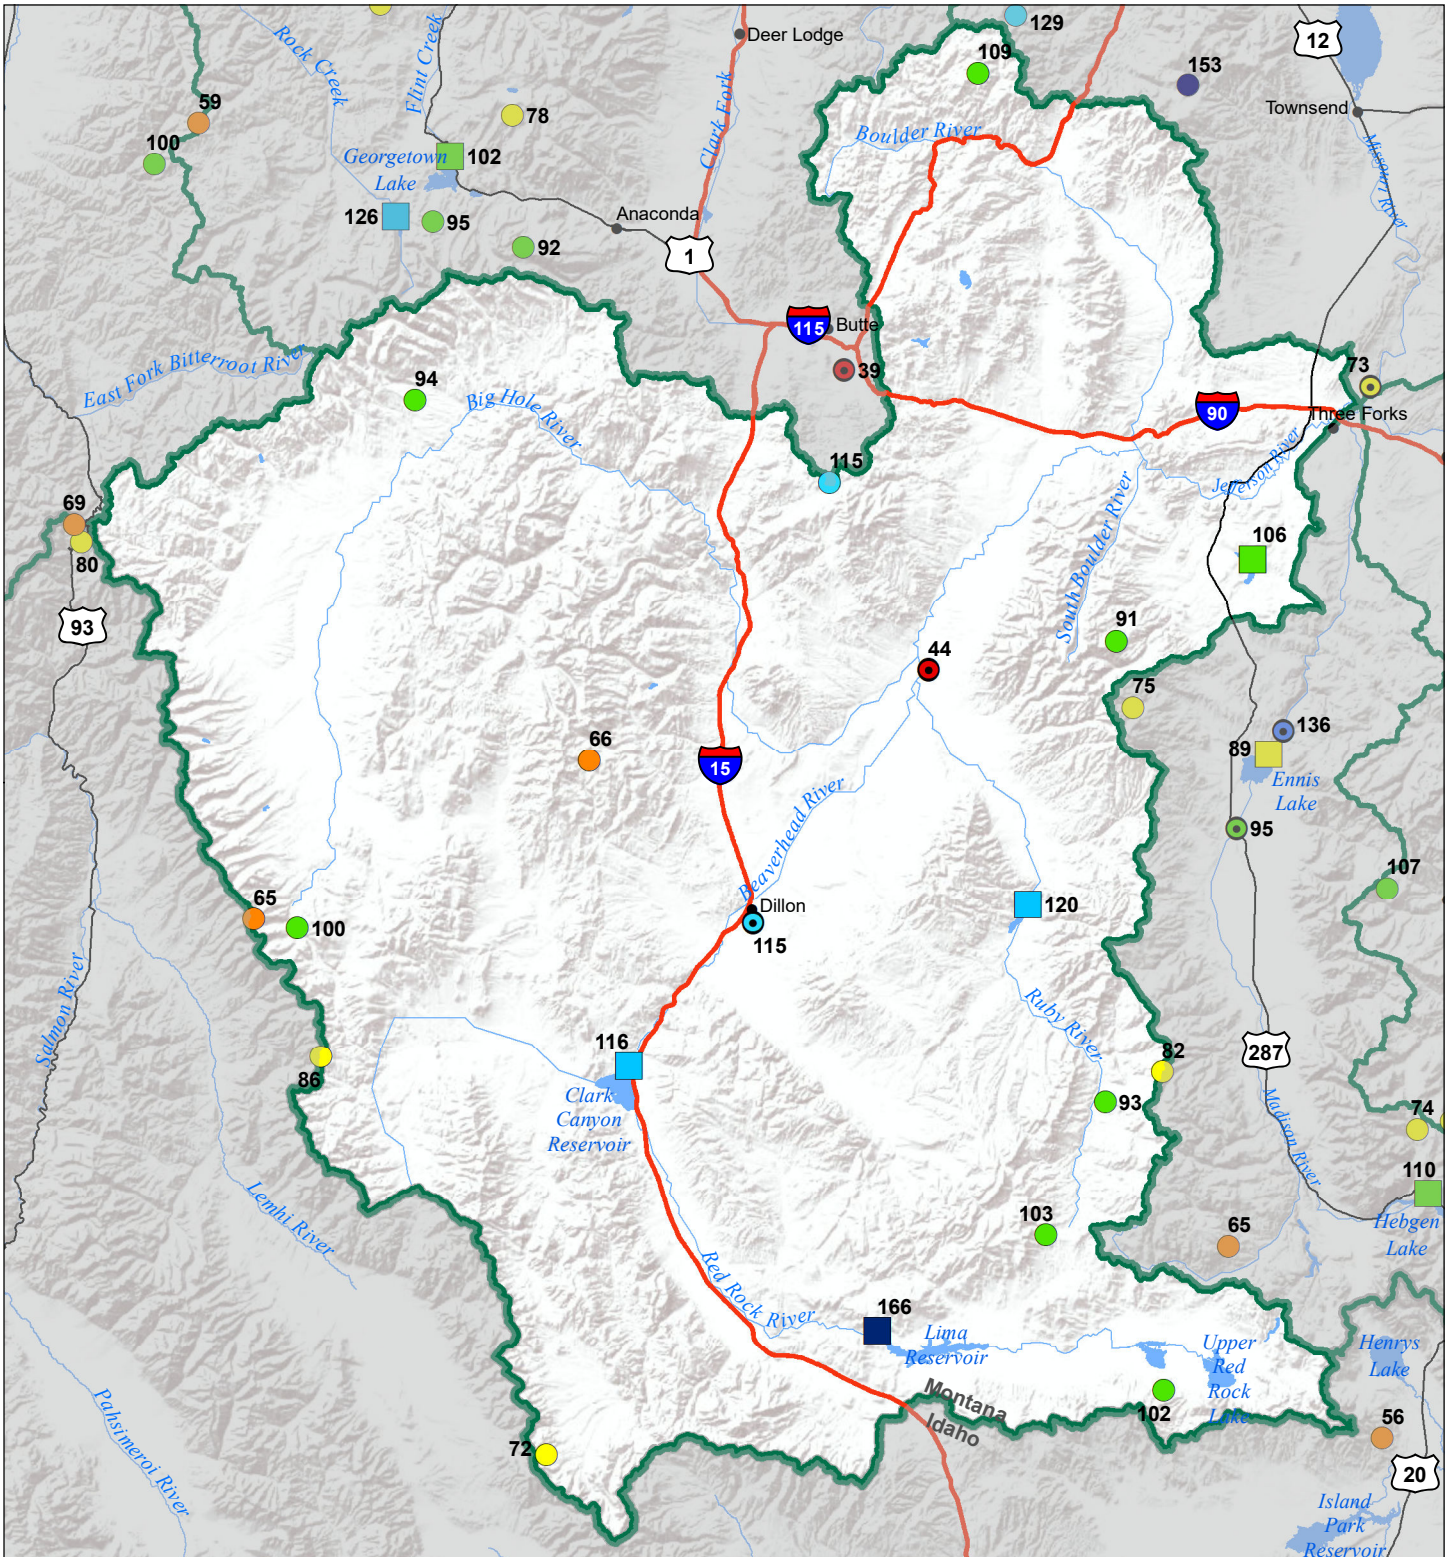 129
Deer Lodge
12
Rock Creek
Flint Creek
109
153
59
78
Clark Fork
Townsend
Boulder River
100
Georgetown
Lake
102
Missouri River
126
95
Anaconda
92
1
115
Butte
East Fork Bitterroot River
39
73
94
Big Hole River
90
Three Forks
115
Jefferson River
69
80
South Boulder River
106
93
91
44
75
66
15
136
89
Ennis
Lake
95
Beaverhead River
107
65
100
Dillon
115
120
Salmon River
Ruby River
116
86
82
287
Clark
Canyon
Reservoir
93
Madison River
74
110
Lemhi River
103
65
Hebgen
Lake
Red Rock River
166
Lima
Reservoir
Upper
Red
Rock
Lake
Henrys
Lake
Montana
Idaho
102
56
Pahsimeroi River
72
20
Island
Park
Reservoir